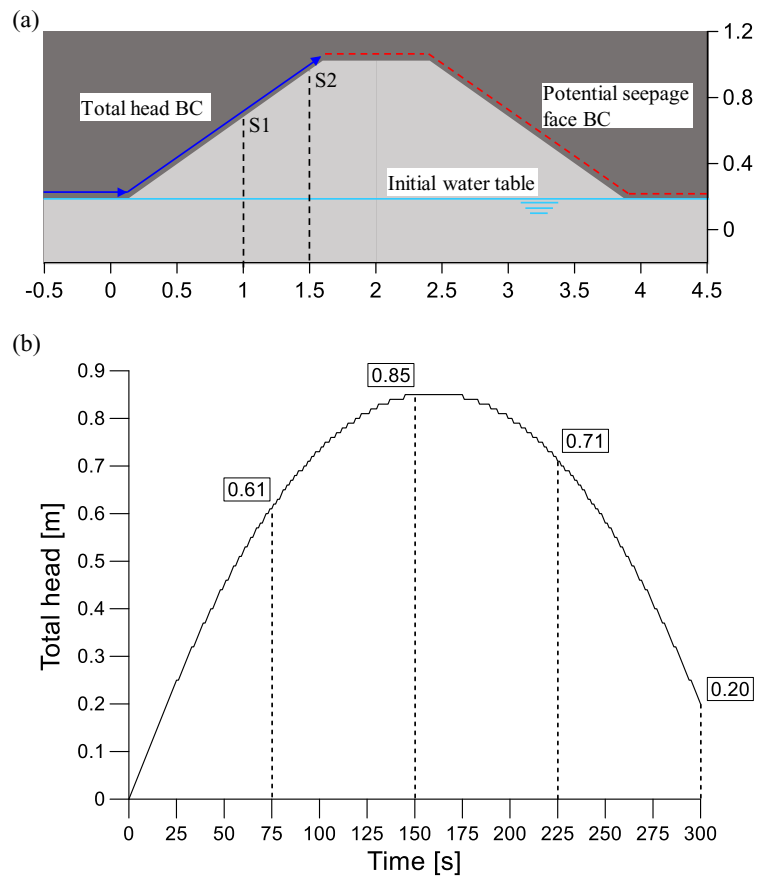 (a)
1.2
Total head BC
S1
S2
Potential seepage
face BC
0.8
0.4
Initial water table
0
-0.5 0 0.5 1 1.5 2 2.5 3 3.5 4 4.5
(b)
0.9
0.85
0.8
0.71
0.7
0.61
0.6
0.5
0.4
0.3
0.2
0.20
0.1
0
Total head [m]
0 25 50 75 100 125 150 175 200 225 250 275 300
Time [s]